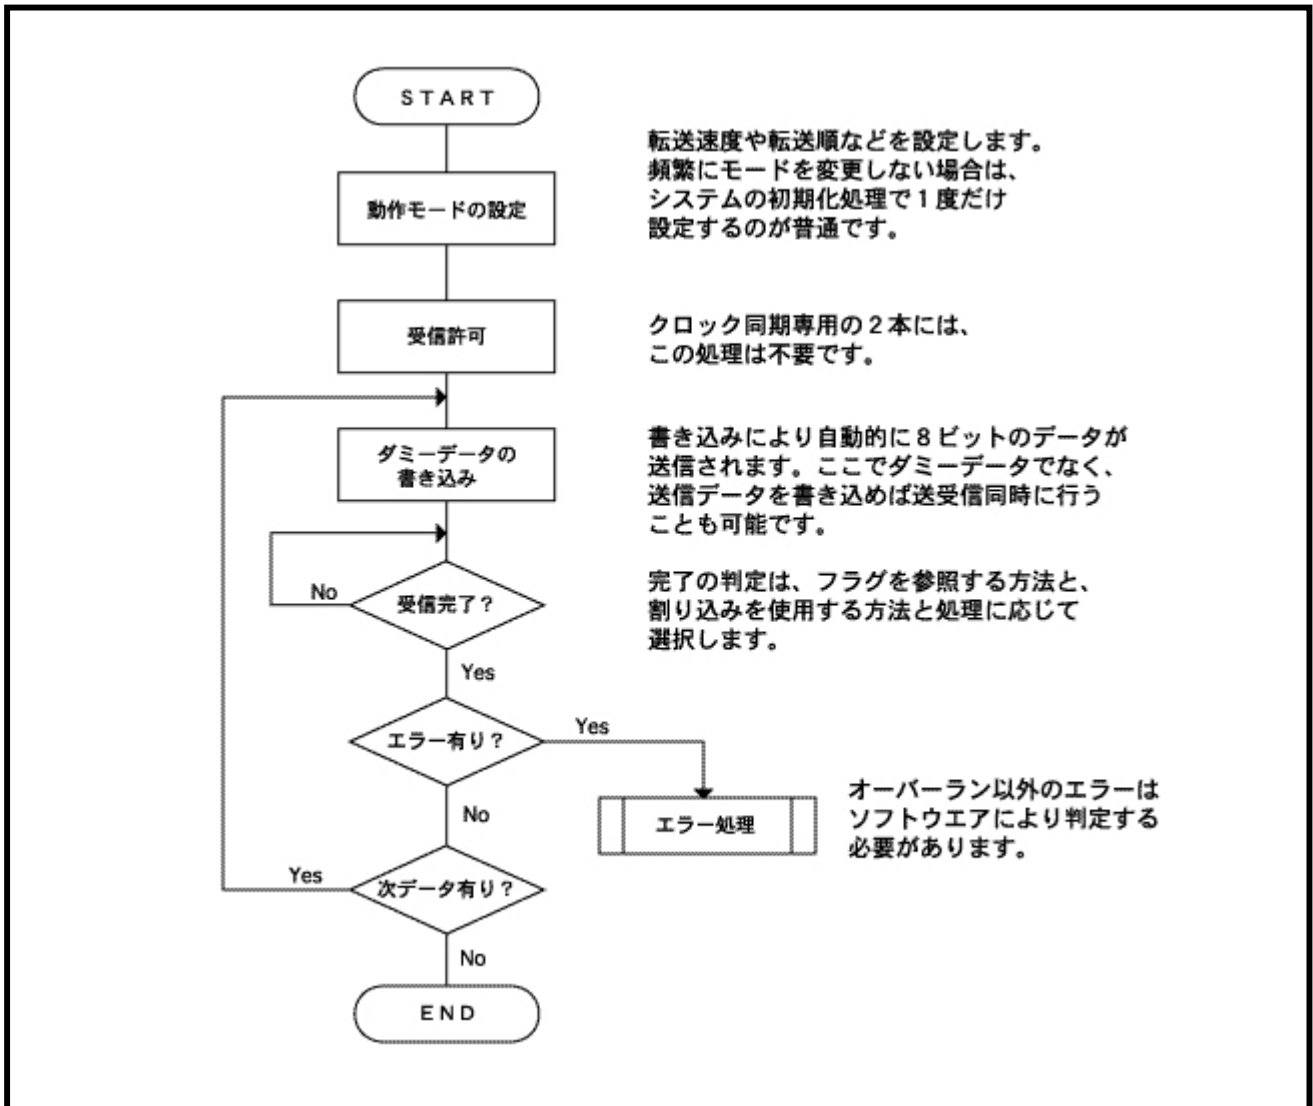 ＳＴＡＲＴ
転送速度や転送順などを設定します。
頻繁にモードを変更しない場合は、
システムの初期化処理で１度だけ
設定するのが普通です。
動作モードの設定
受信許可
クロック同期専用の２本には、
この処理は不要です。
ダミーデータの
書き込み
書き込みにより自動的に８ビットのデータが
送信されます。ここでダミーデータでなく、
送信データを書き込めば送受信同時に行う
ことも可能です。
No
受信完了？
完了の判定は、フラグを参照する方法と、
割り込みを使用する方法と処理に応じて
選択します。
Yes
エラー有り？
Yes
No
エラー処理
オーバーラン以外のエラーは
ソフトウエアにより判定する
必要があります。
Yes
次データ有り？
No
ＥＮＤ